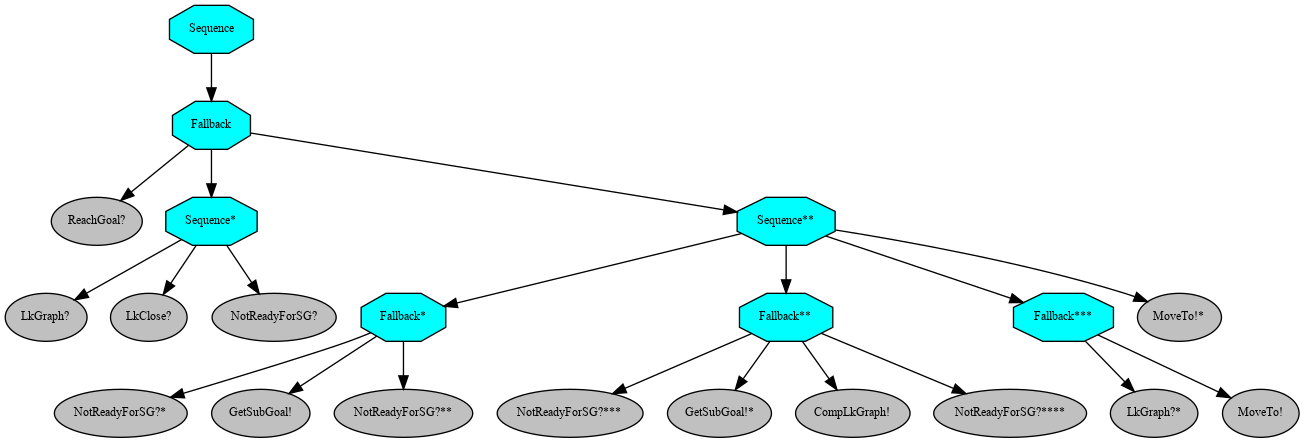 Sequence
Fallback
ReachGoal?
Sequence*
Sequence**
LkGraph?
LkClose?
NotReadyForSG?
Fallback*
Fallback**
Fallback***
MoveTo!*
NotReadyForSG?*
GetSubGoal!
NotReadyForSG?**
NotReadyForSG?***
GetSubGoal!*
CompLkGraph!
NotReadyForSG?****
LkGraph?*
MoveTo!